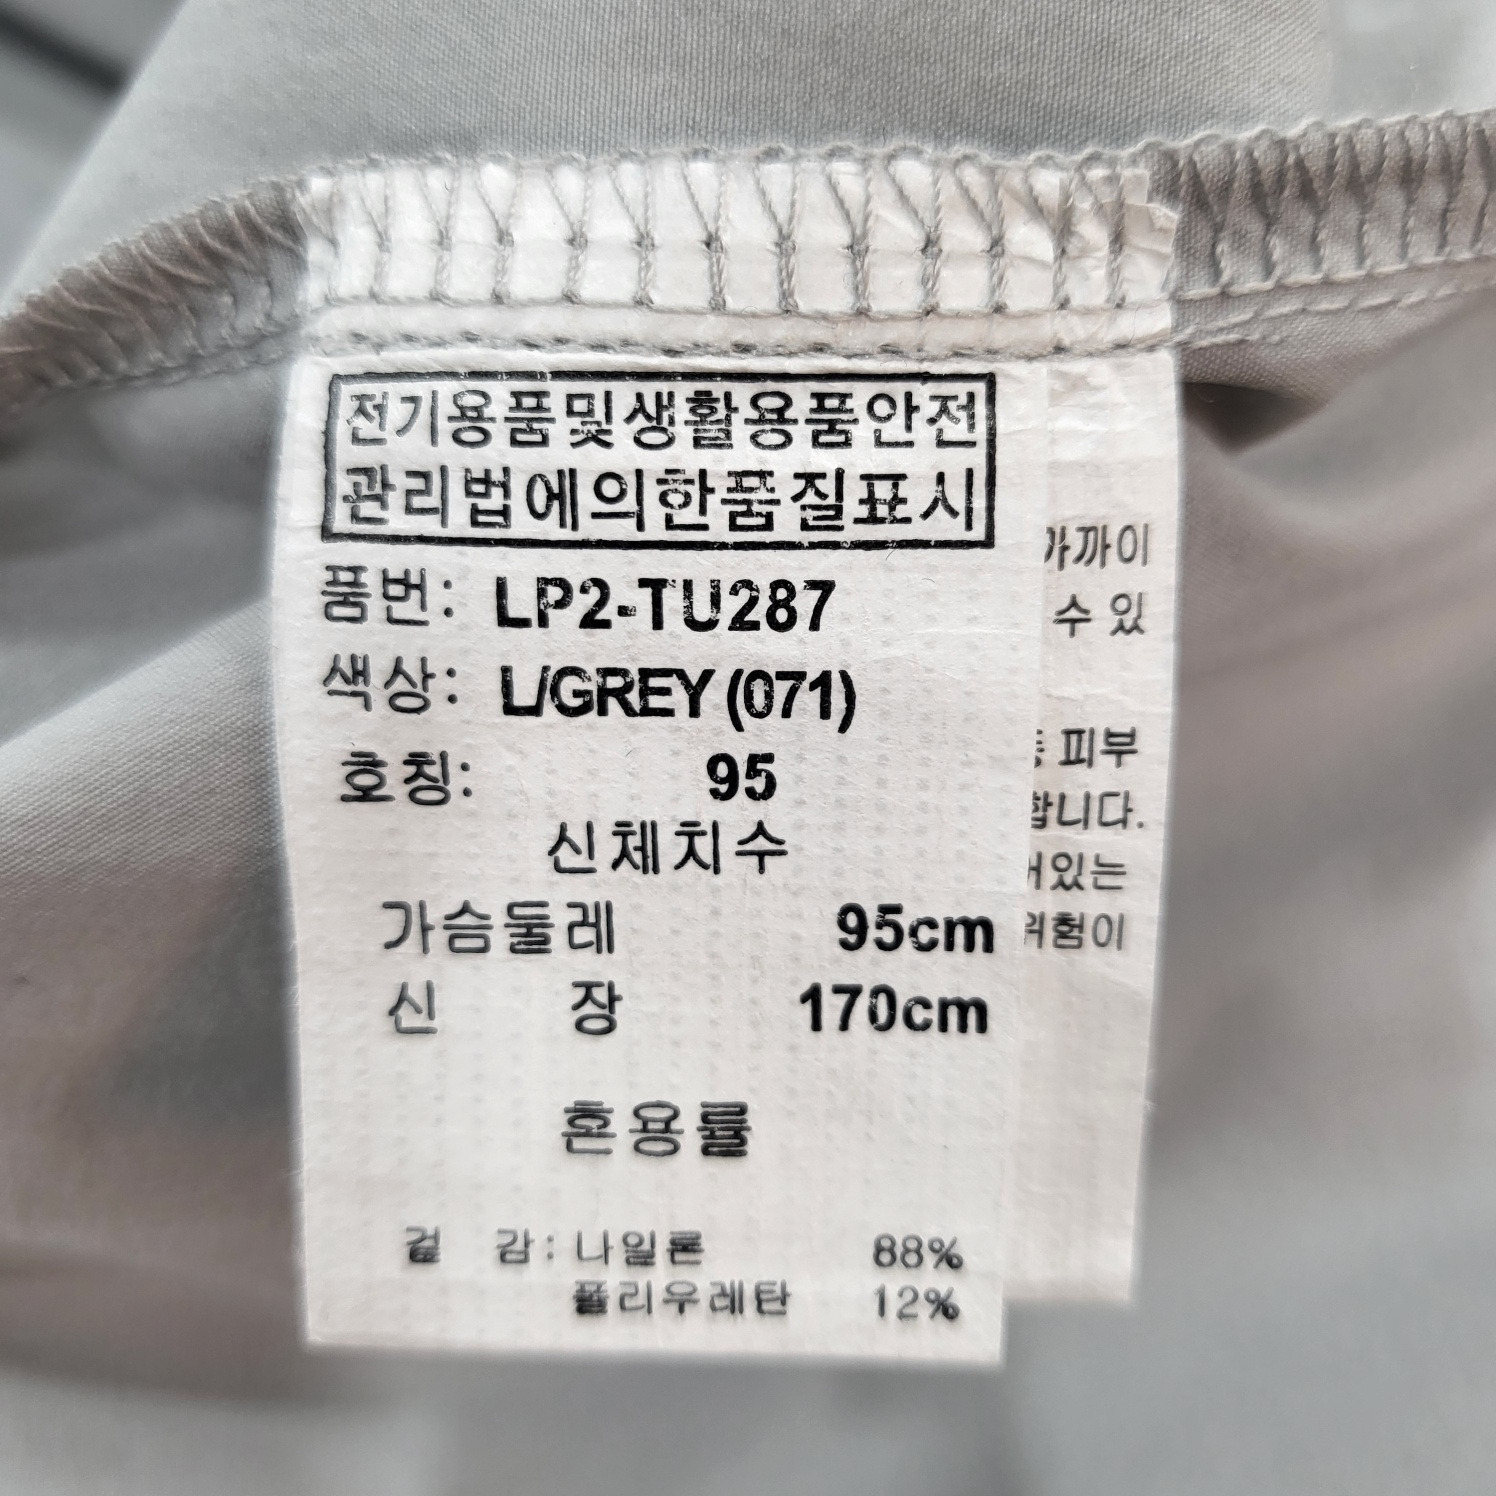 전기용품및생활용품안전
관리법에의한품질표시
품번: LP2-TU287
색상: L/GREY (071)
호칭: 95
신체치수
가슴둘레 95cm
신 장 170cm
혼용률
겉 감: 나일론 88%
폴리우레탄 12%
가까이
수 있
피부
합니다.
있는
위험이